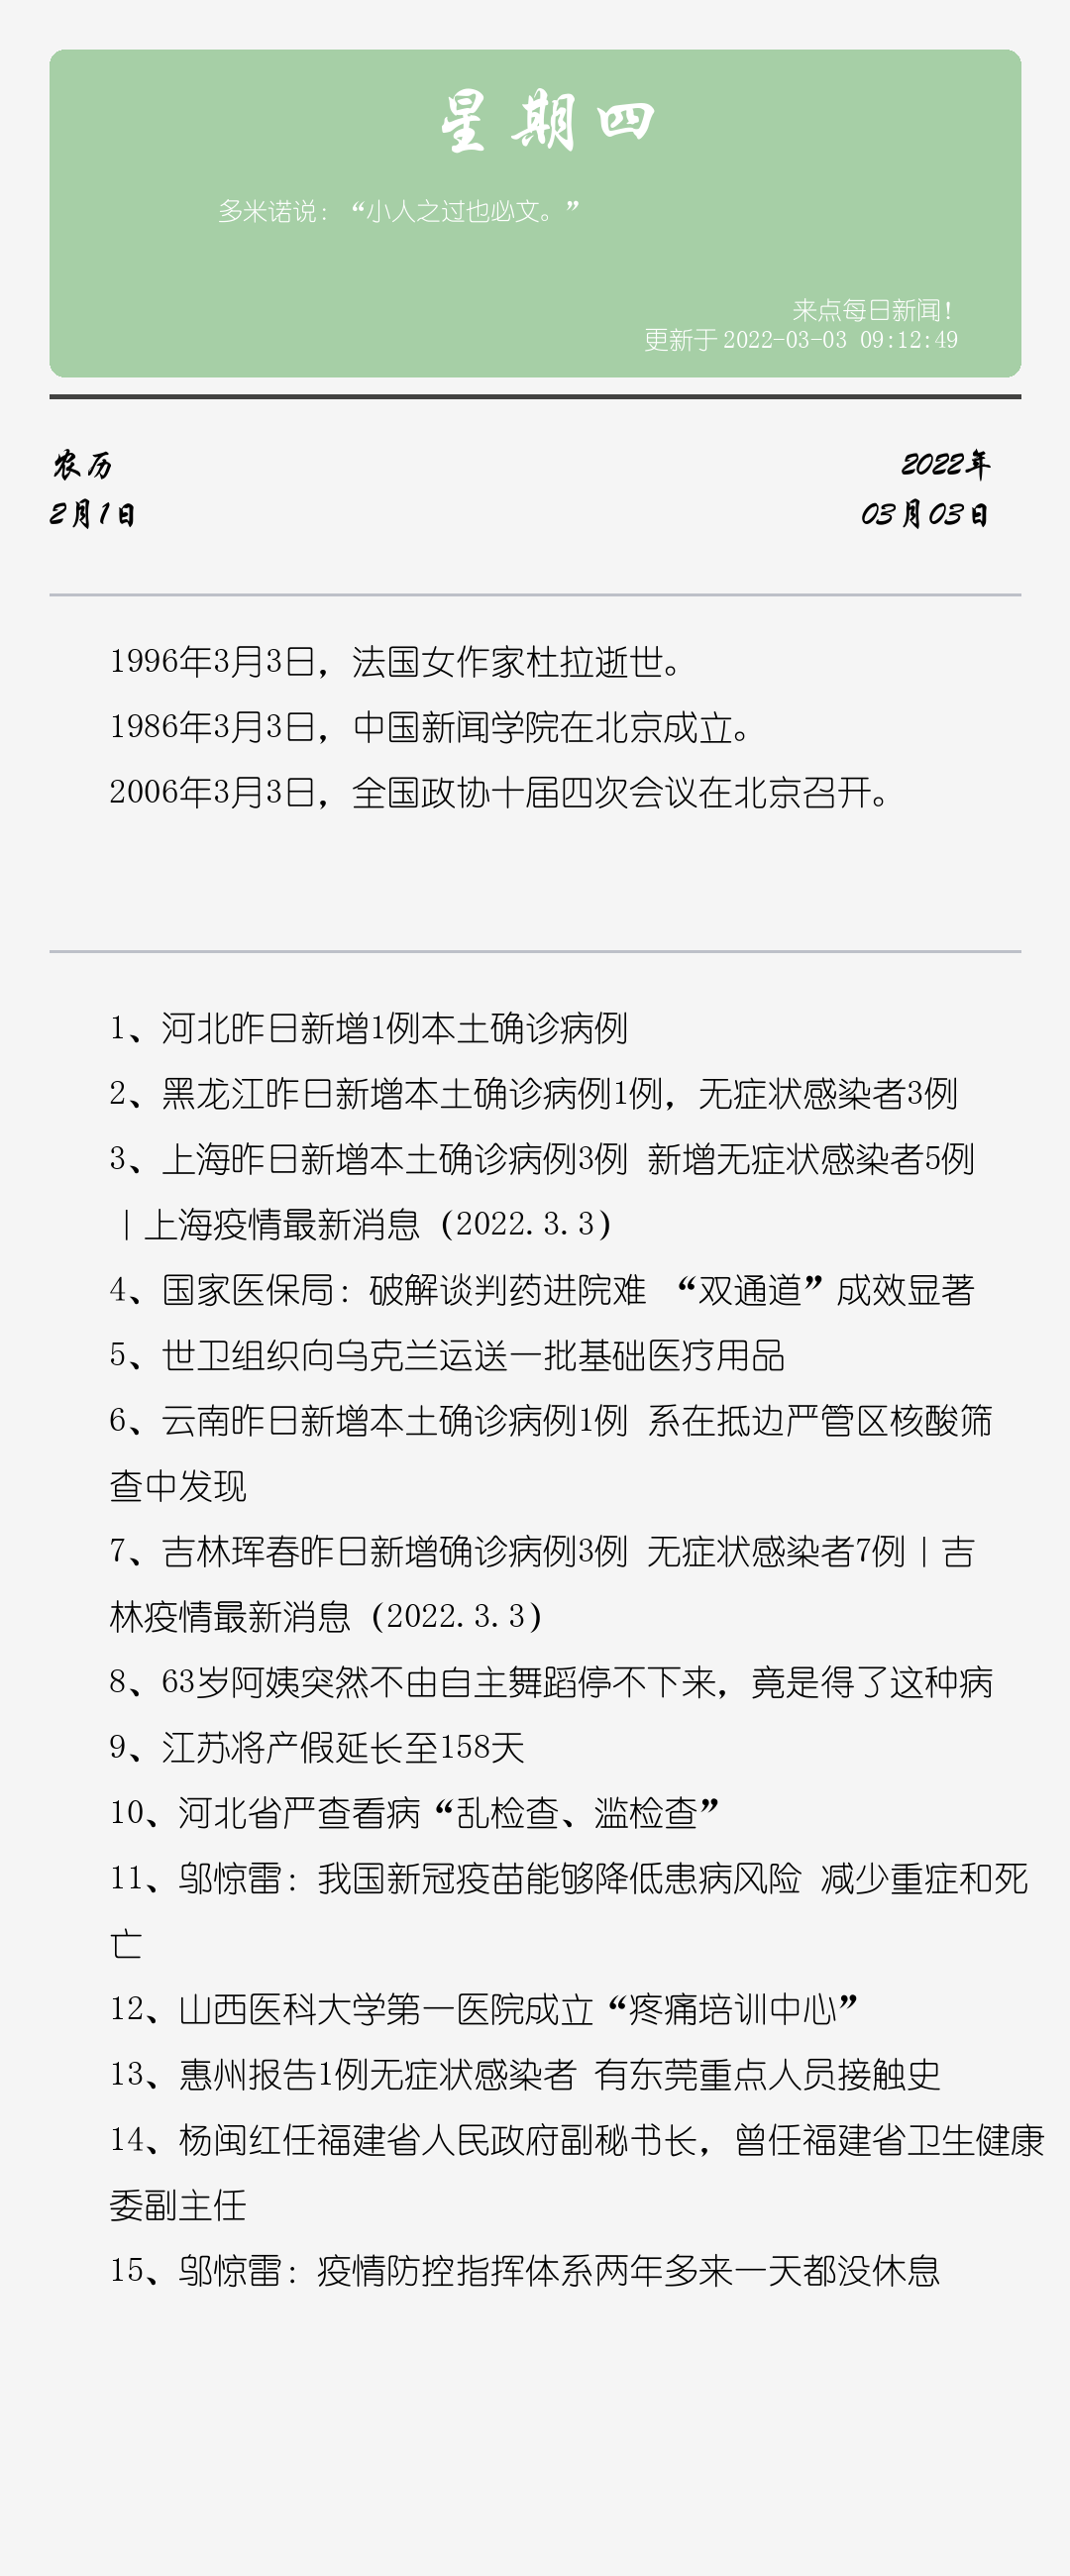 星期四
多米诺说：“小人之过也必文。”
来点每日新闻！
更新于 2022-03-03 09:12:49
农历
2022年
2月1日
03月03日
1996年3月3日，法国女作家杜拉逝世。
1986年3月3日，中国新闻学院在北京成立。
2006年3月3日，全国政协十届四次会议在北京召开。
1、河北昨日新增1例本土确诊病例
2、黑龙江昨日新增本土确诊病例1例，无症状感染者3例
3、上海昨日新增本土确诊病例3例 新增无症状感染者5例
丨上海疫情最新消息（2022.3.3）
4、国家医保局：破解谈判药进院难 “双通道”成效显著
5、世卫组织向乌克兰运送一批基础医疗用品
6、云南昨日新增本土确诊病例1例 系在抵边严管区核酸筛
查中发现
7、吉林珲春昨日新增确诊病例3例 无症状感染者7例丨吉
林疫情最新消息（2022.3.3）
8、63岁阿姨突然不由自主舞蹈停不下来，竟是得了这种病
9、江苏将产假延长至158天
10、河北省严查看病“乱检查、滥检查”
11、邬惊雷：我国新冠疫苗能够降低患病风险 减少重症和死
亡
12、山西医科大学第一医院成立“疼痛培训中心”
13、惠州报告1例无症状感染者 有东莞重点人员接触史
14、杨闽红任福建省人民政府副秘书长，曾任福建省卫生健康
委副主任
15、邬惊雷：疫情防控指挥体系两年多来一天都没休息